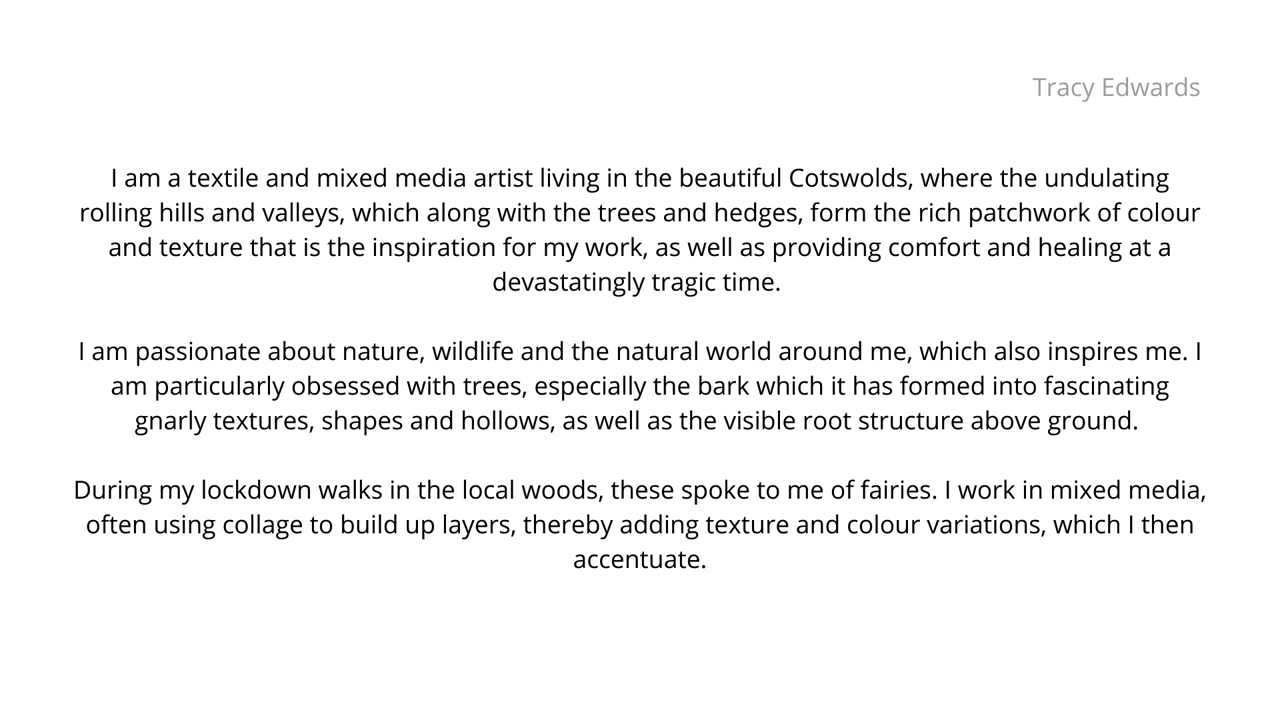 Tracy Edwards
I am a textile and mixed media artist living in the beautiful Cotswolds, where the undulating
rolling hills and valleys, which along with the trees and hedges, form the rich patchwork of colour
and texture that is the inspiration for my work, as well as providing comfort and healing at a
devastatingly tragic time.
I am passionate about nature, wildlife and the natural world around me, which also inspires me. I
am particularly obsessed with trees, especially the bark which it has formed into fascinating
gnarly textures, shapes and hollows, as well as the visible root structure above ground.
During my lockdown walks in the local woods, these spoke to me of fairies. I work in mixed media,
often using collage to build up layers, thereby adding texture and colour variations, which I then
accentuate.